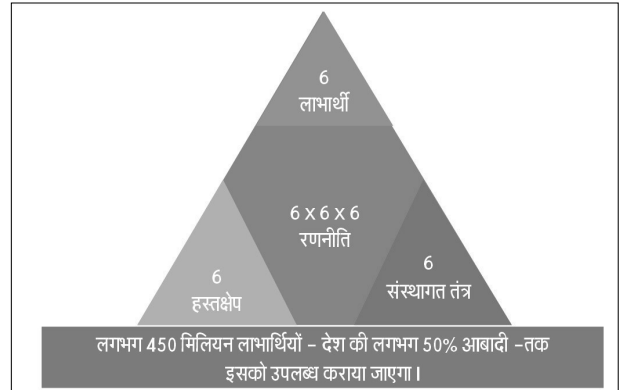 6
लाभार्थी
6 x 6 x 6
रणनीति
6
हस्तक्षेप
6
संस्थागत तंत्र
लगभग 450 मिलियन लाभार्थियों – देश की लगभग 50% आबादी –तक
इसको उपलब्ध कराया जाएगा ।